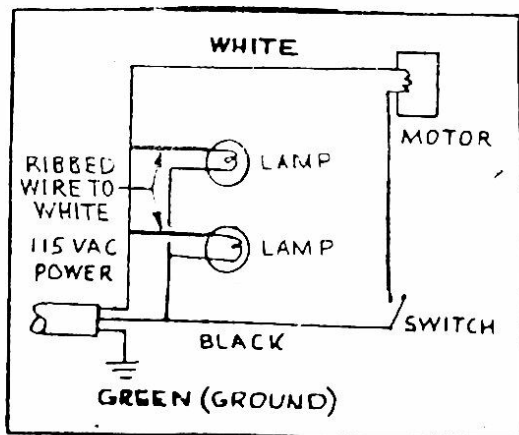 WHITE
MOTOR
RIBBED
WIRE TO
WHITE
LAMP
LAMP
115 VAC
POWER
SWITCH
BLACK
GREEN (GROUND)